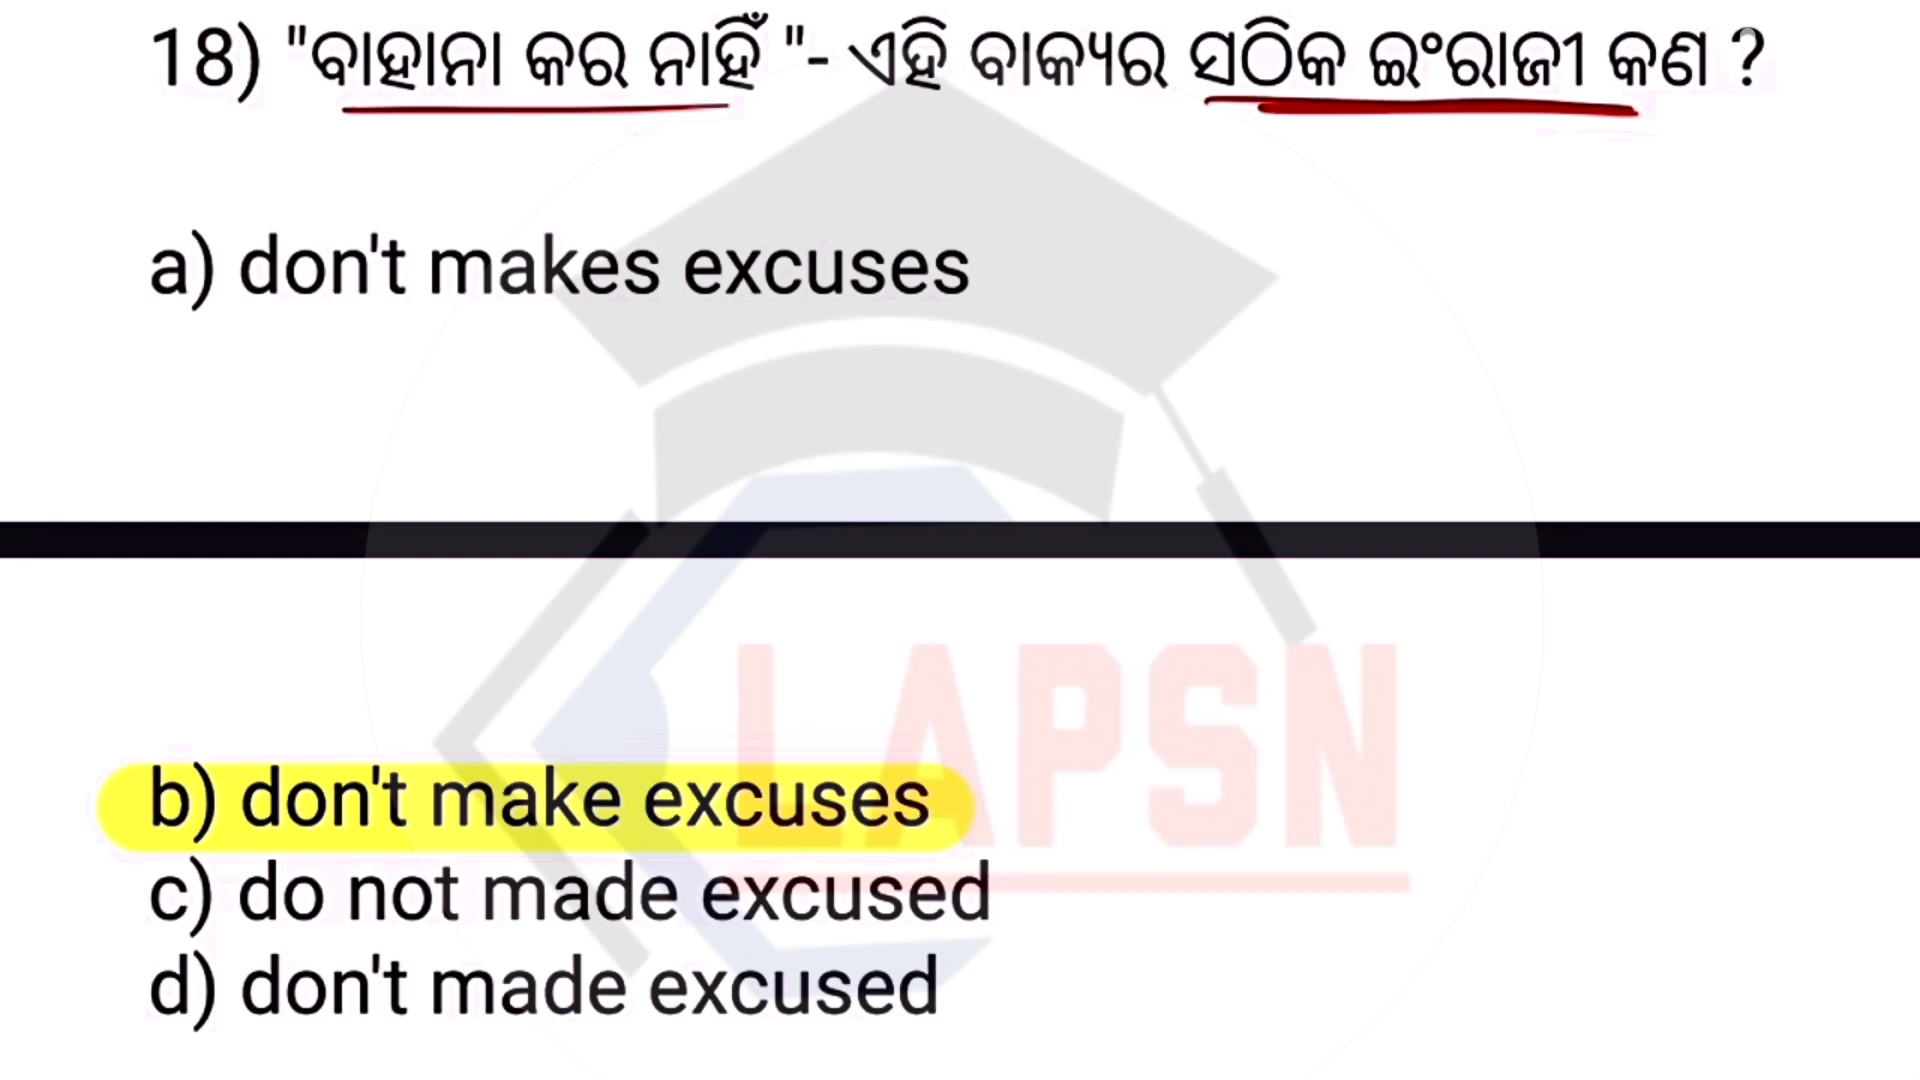 18) "ବାହାନା କର ନାହିଁ "- ଏହି ବାକ୍ୟର ସଠିକ ଇଂରାଜୀ କଣ ?
a) don't makes excuses
LAPSN
b) don't make excuses
c) do not made excused
d) don't made excused